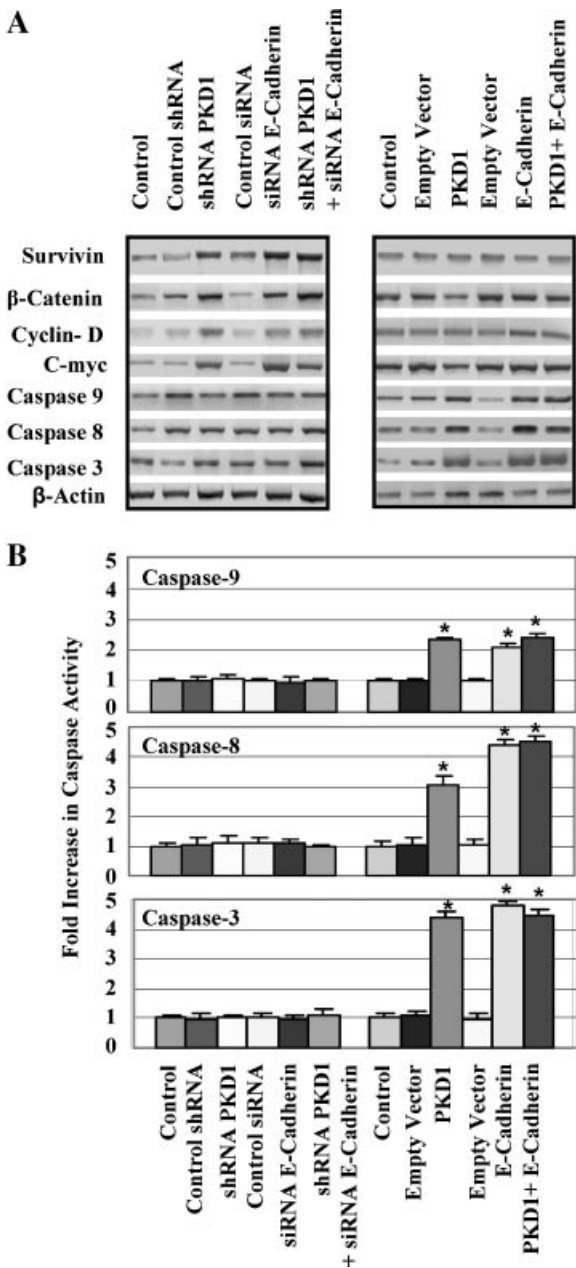 A
Control
Control shRNA
shRNA PKD1
Control siRNA
siRNA E-Cadherin
shRNA PKD1
+ siRNA E-Cadherin
Control
Empty Vector
PKD1
Empty Vector
E-Cadherin
PKD1+ E-Cadherin
Survivin
β-Catenin
Cyclin- D
C-myc
Caspase 9
Caspase 8
Caspase 3
β-Actin
B
Fold Increase in Caspase Activity
5
4
3
2
1
0
Caspase-9
*
*
*
5
4
3
2
1
0
Caspase-8
*
*
*
5
4
3
2
1
0
Caspase-3
*
*
*
Control
Control shRNA
shRNA PKD1
Control siRNA
siRNA E-Cadherin
shRNA PKD1
+ siRNA E-Cadherin
Control
Empty Vector
PKD1
Empty Vector
E-Cadherin
PKD1+ E-Cadherin